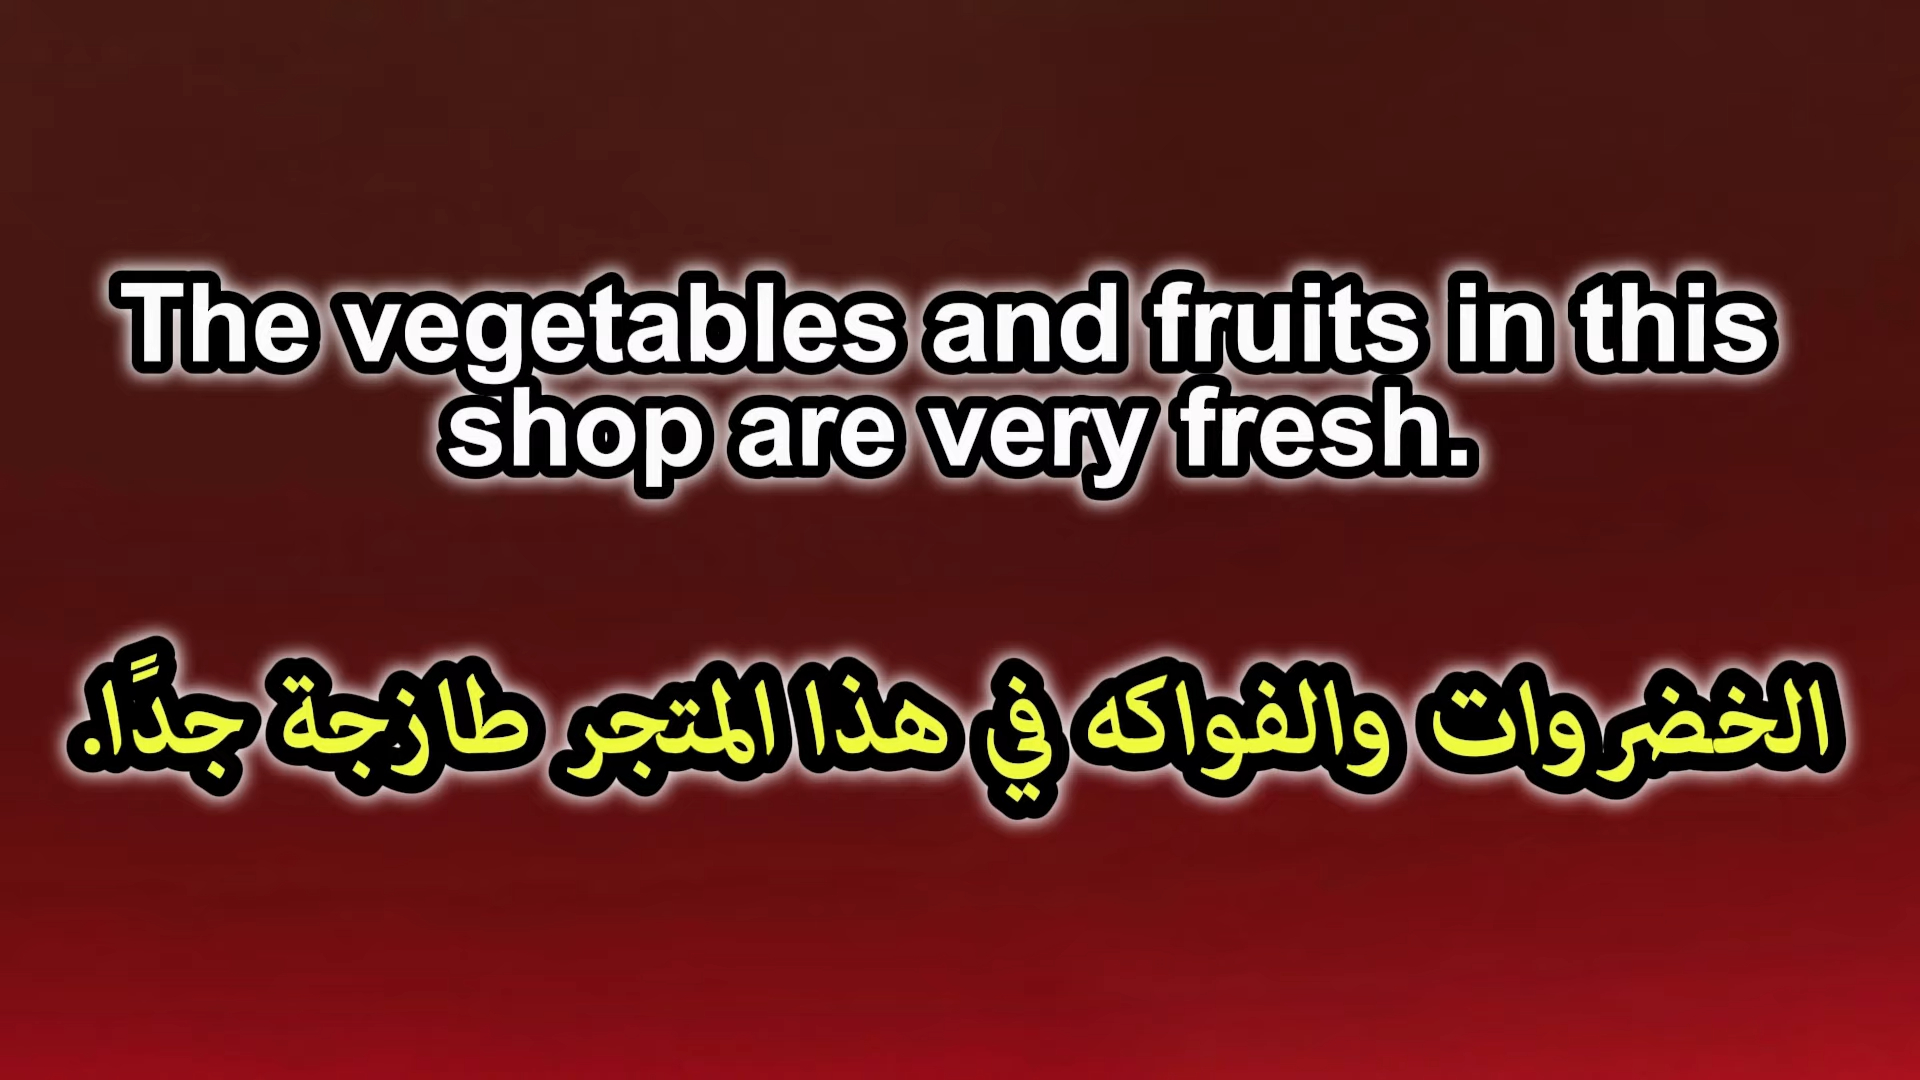 The vegetables and fruits in this
shop are very fresh.
الخضروات والفواكه في هذا المتجر طازجة جدًا.